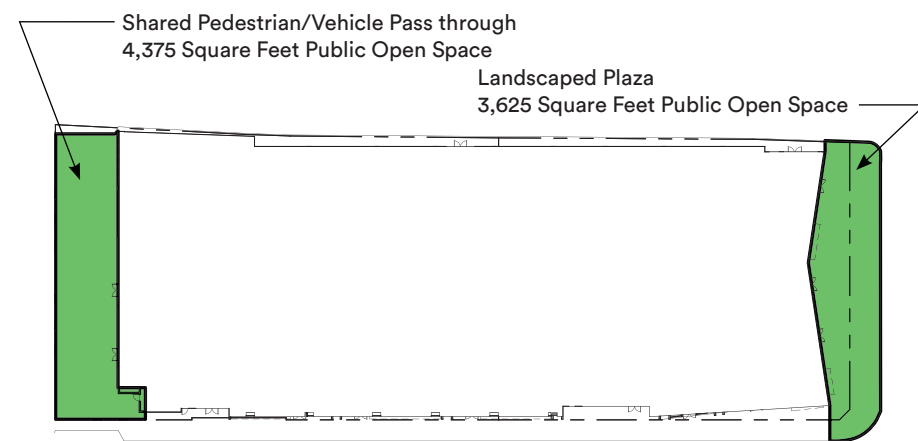 Shared Pedestrian/Vehicle Pass through
4,375 Square Feet Public Open Space
Landscaped Plaza
3,625 Square Feet Public Open Space